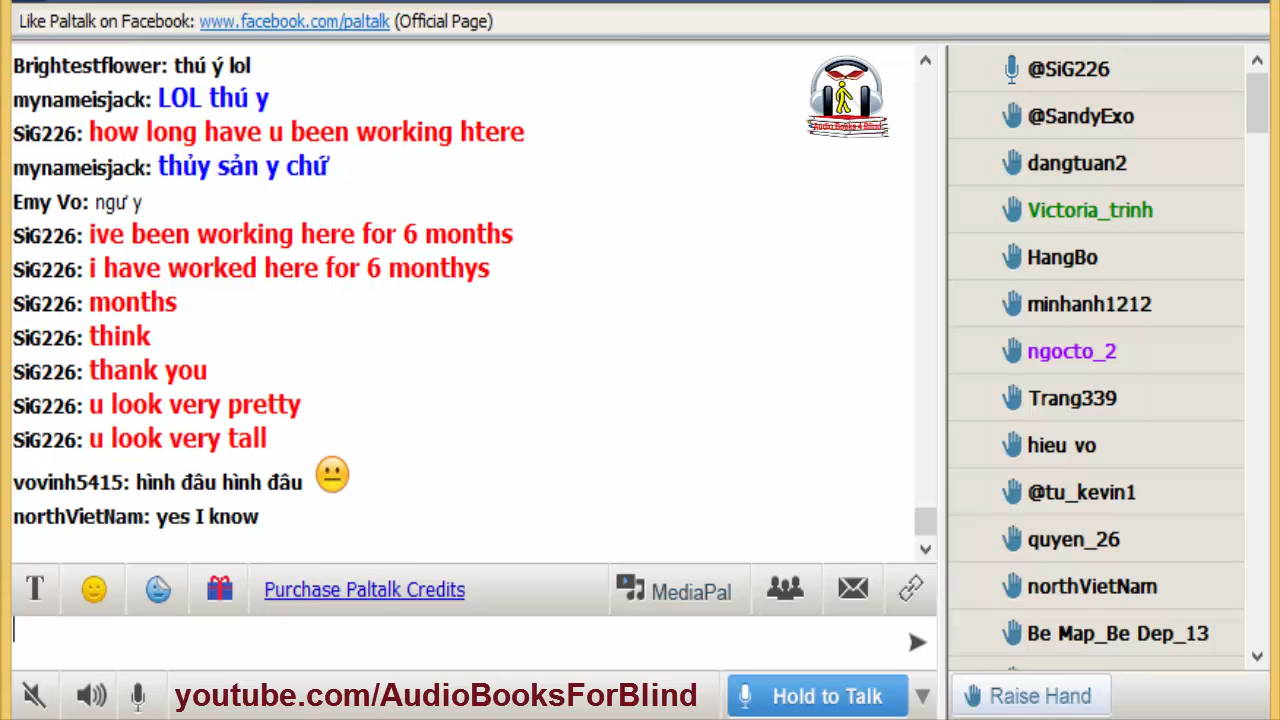 Like Paltalk on Facebook: www.facebook.com/paltalk (Official Page)
Brightestflower: thú ý lol
mynameisjack: LOL thú y
SiG226: how long have u been working htere
mynameisjack: thủy sản y chứ
Emy Vo: ngư y
SiG226: ive been working here for 6 months
SiG226: i have worked here for 6 monthys
SiG226: months
SiG226: think
SiG226: thank you
SiG226: u look very pretty
SiG226: u look very tall
vovinh5415: hình đâu hình đâu
northVietNam: yes I know
Audio Books 4 Blind
@SiG226
@SandyExo
dangtuan2
Victoria_trinh
HangBo
minhanh1212
ngocto_2
Trang339
hieu vo
@tu_kevin1
quyen_26
northVietNam
Be Map_Be Dep_13
T
Purchase Paltalk Credits
MediaPal
youtube.com/AudioBooksForBlind
Hold to Talk
Raise Hand